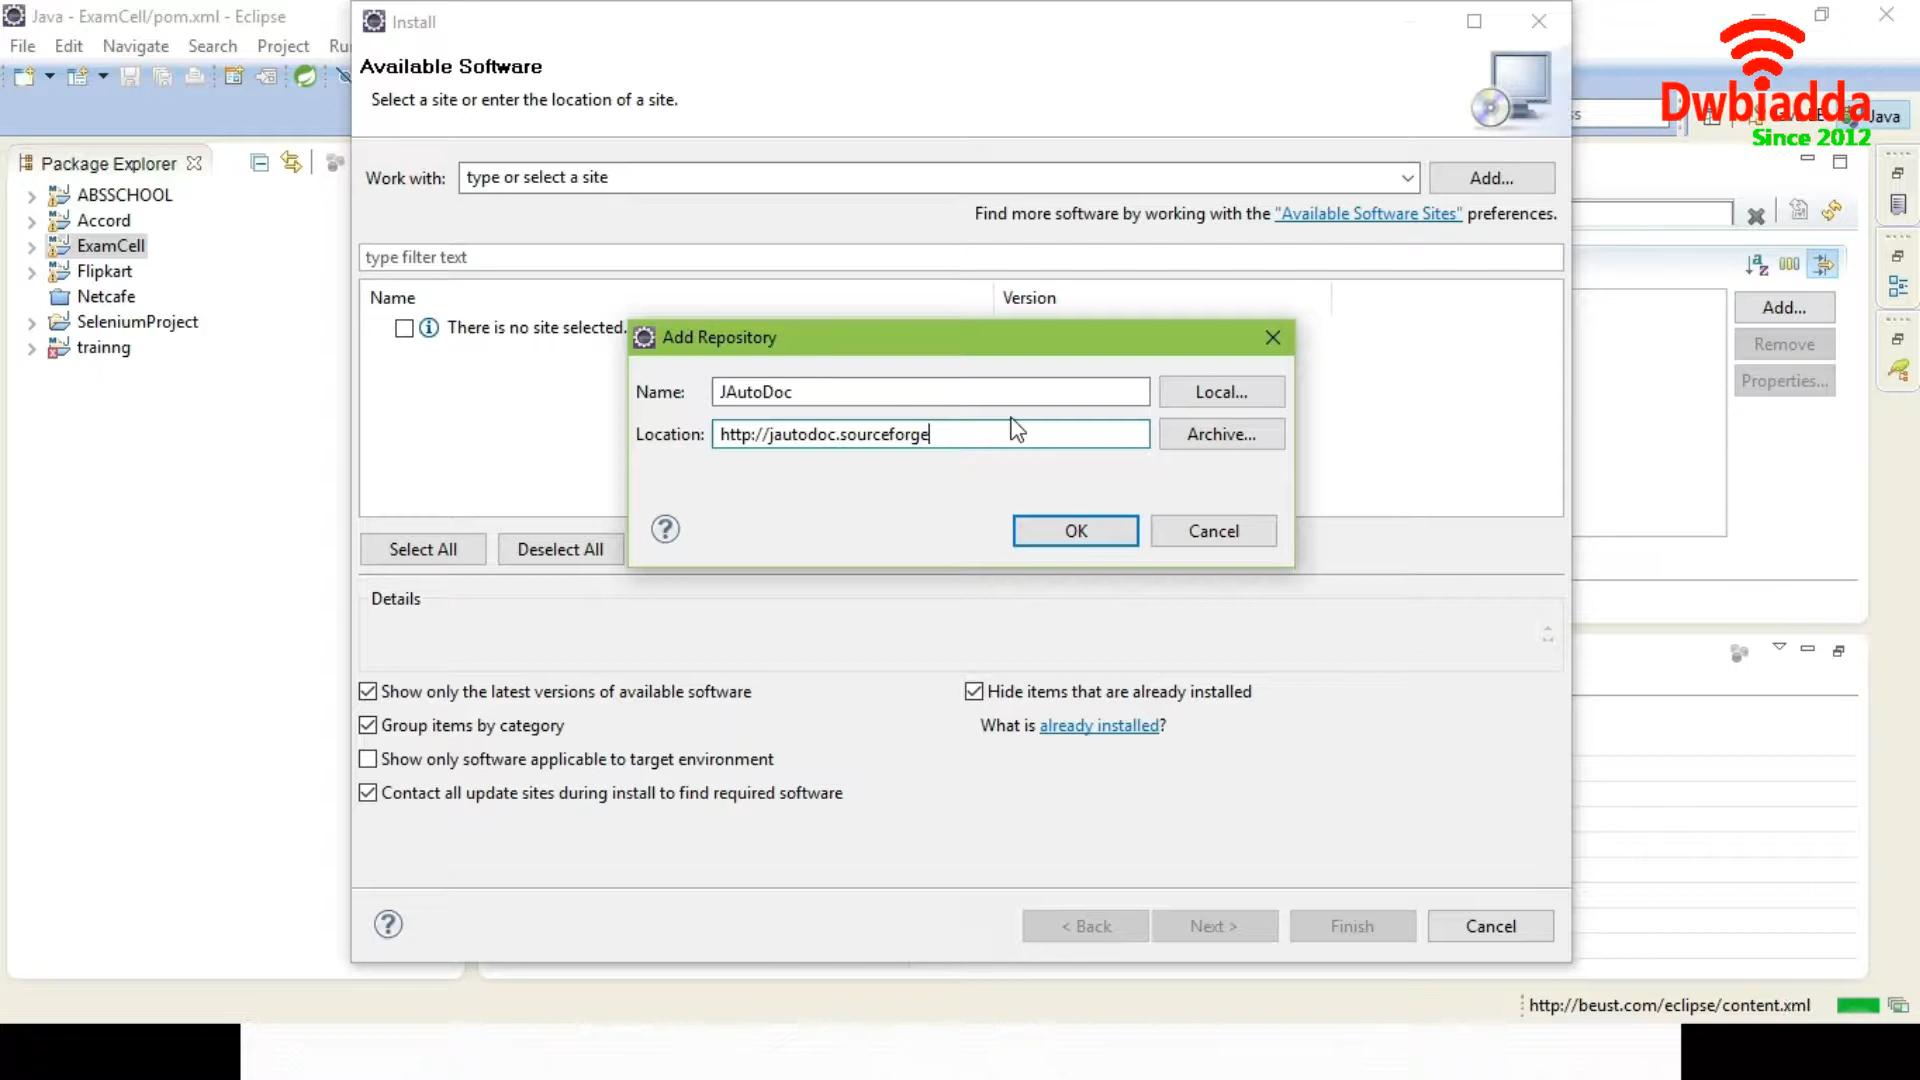 Java - ExamCell/pom.xml - Eclipse
Install
File Edit Navigate Search Project Ru
Available Software
Select a site or enter the location of a site.
Dwbiadda
Since 2012
Java
Package Explorer
Work with: type or select a site Add...
Find more software by working with the "Available Software Sites" preferences.
ABSSCHOOL
Accord
ExamCell
Flipkart
Netcafe
SeleniumProject
trainng
type filter text
Name Version
There is no site selected.
Add Repository
Name: JAutoDoc Local...
Location: http://jautodoc.sourceforge Archive...
OK Cancel
Add...
Remove
Properties...
Select All Deselect All
Details
Show only the latest versions of available software
Hide items that are already installed
Group items by category
What is already installed?
Show only software applicable to target environment
Contact all update sites during install to find required software
< Back Next > Finish Cancel
http://beust.com/eclipse/content.xml